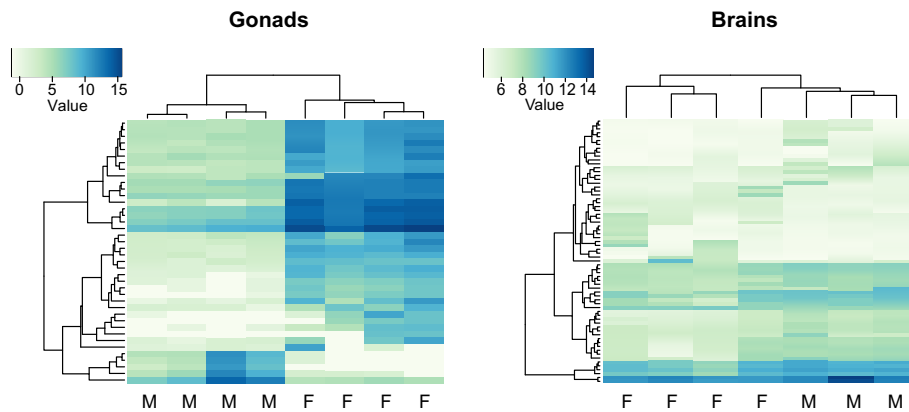 Gonads
Brains
0 5 10 15
Value
6 8 10 12 14
Value
M M M M F F F F
F F F F M M M